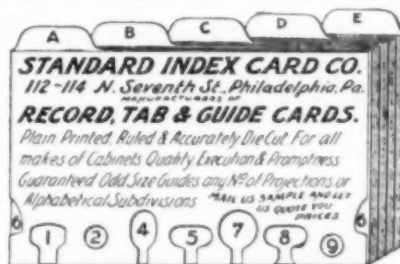 A B C D E
STANDARD INDEX CARD CO.
112-114 N. Seventh St., Philadelphia, Pa.
MANUFACTURERS OF
RECORD, TAB & GUIDE CARDS.
Plain Printed, Ruled & Accurately Die Cut. For all
makes of Cabinets Quality Execution & Promptness
Guaranteed Odd Size Guides any No of Projections or
Alphabetical Subdivisions
MAIL US SAMPLE AND LET
US QUOTE YOU
PRICES
6 1 2 4 5 7 8 9 6